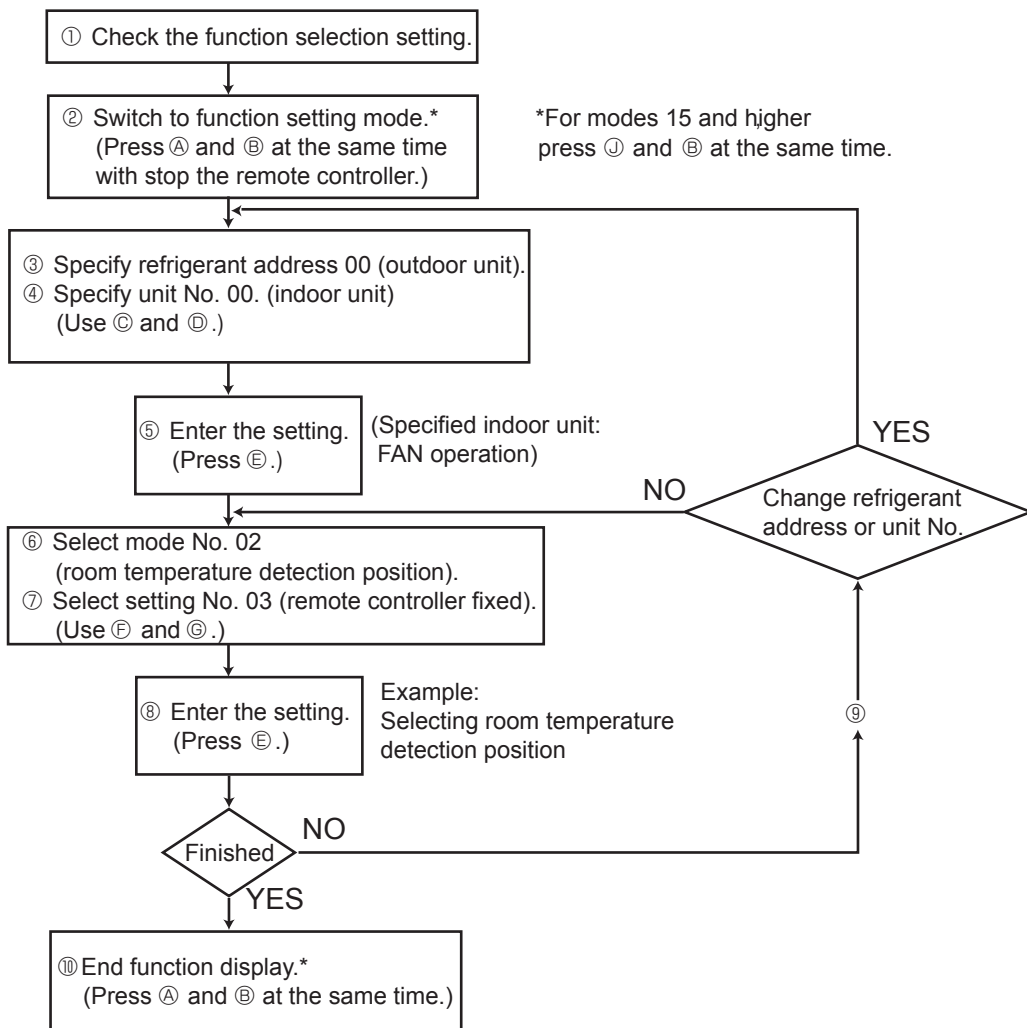 ① Check the function selection setting.
② Switch to function setting mode.*
(Press Ⓐ and Ⓑ at the same time
with stop the remote controller.)
*For modes 15 and higher
press Ⓙ and Ⓑ at the same time.
③ Specify refrigerant address 00 (outdoor unit).
④ Specify unit No. 00. (indoor unit)
(Use Ⓒ and Ⓓ.)
⑤ Enter the setting.
(Press Ⓔ.)
(Specified indoor unit:
FAN operation)
YES
NO
Change refrigerant
address or unit No.
⑥ Select mode No. 02
(room temperature detection position).
⑦ Select setting No. 03 (remote controller fixed).
(Use Ⓕ and Ⓖ.)
⑧ Enter the setting.
(Press Ⓔ.)
Example:
Selecting room temperature
detection position
⑨
Finished
NO
YES
⑩ End function display.*
(Press Ⓐ and Ⓑ at the same time.)